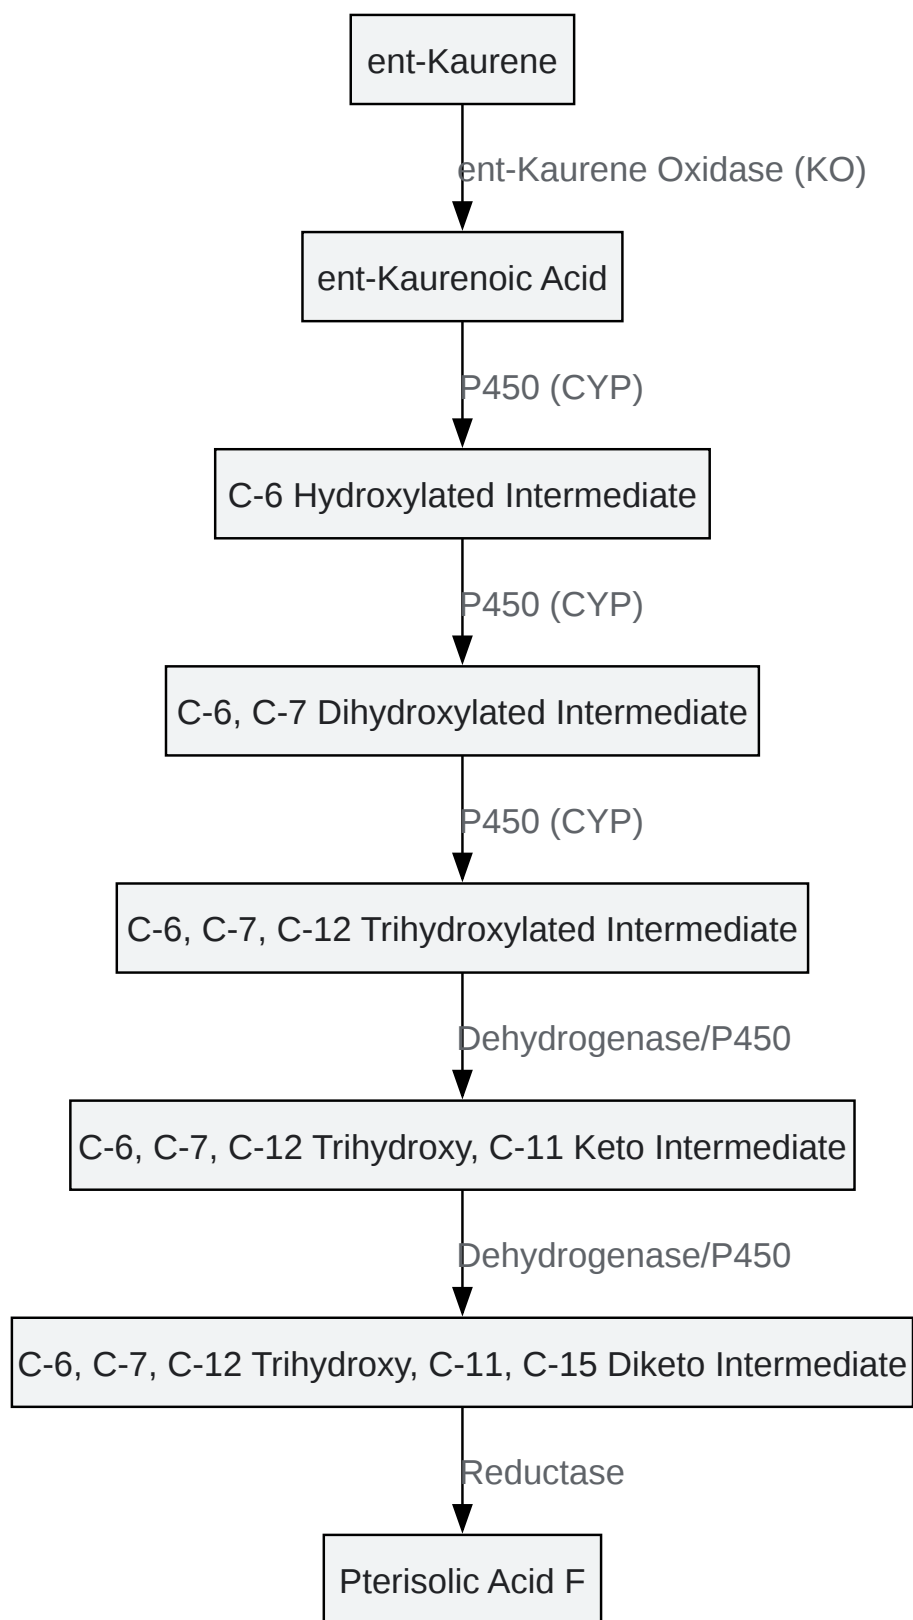 ent-Kaurene
ent-Kaurene Oxidase (KO)
ent-Kaurenoic Acid
P450 (CYP)
C-6 Hydroxylated Intermediate
P450 (CYP)
C-6, C-7 Dihydroxylated Intermediate
P450 (CYP)
C-6, C-7, C-12 Trihydroxylated Intermediate
Dehydrogenase/P450
C-6, C-7, C-12 Trihydroxy, C-11 Keto Intermediate
Dehydrogenase/P450
C-6, C-7, C-12 Trihydroxy, C-11, C-15 Diketo Intermediate
Reductase
Pterisolic Acid F